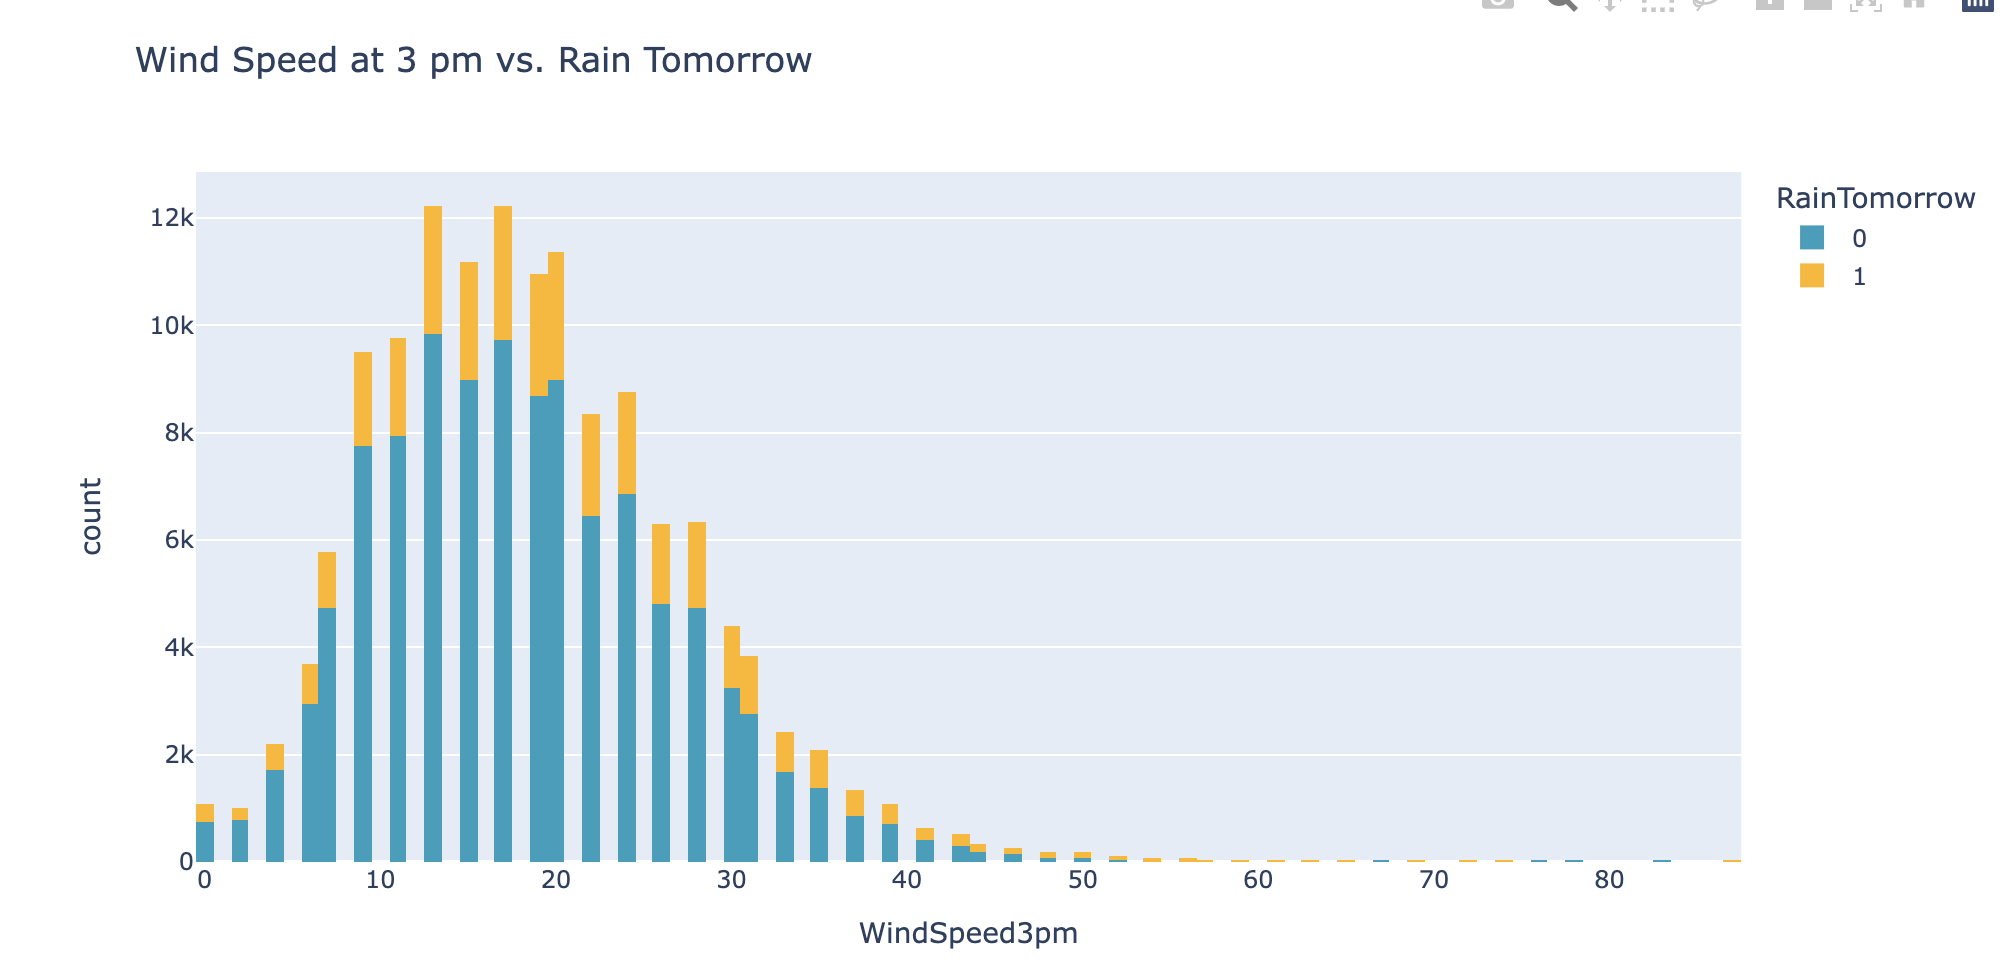 Wind Speed at 3 pm vs. Rain Tomorrow
RainTomorrow
0
1
12k
10k
8k
6k
4k
2k
0
count
0 10 20 30 40 50 60 70 80
WindSpeed3pm